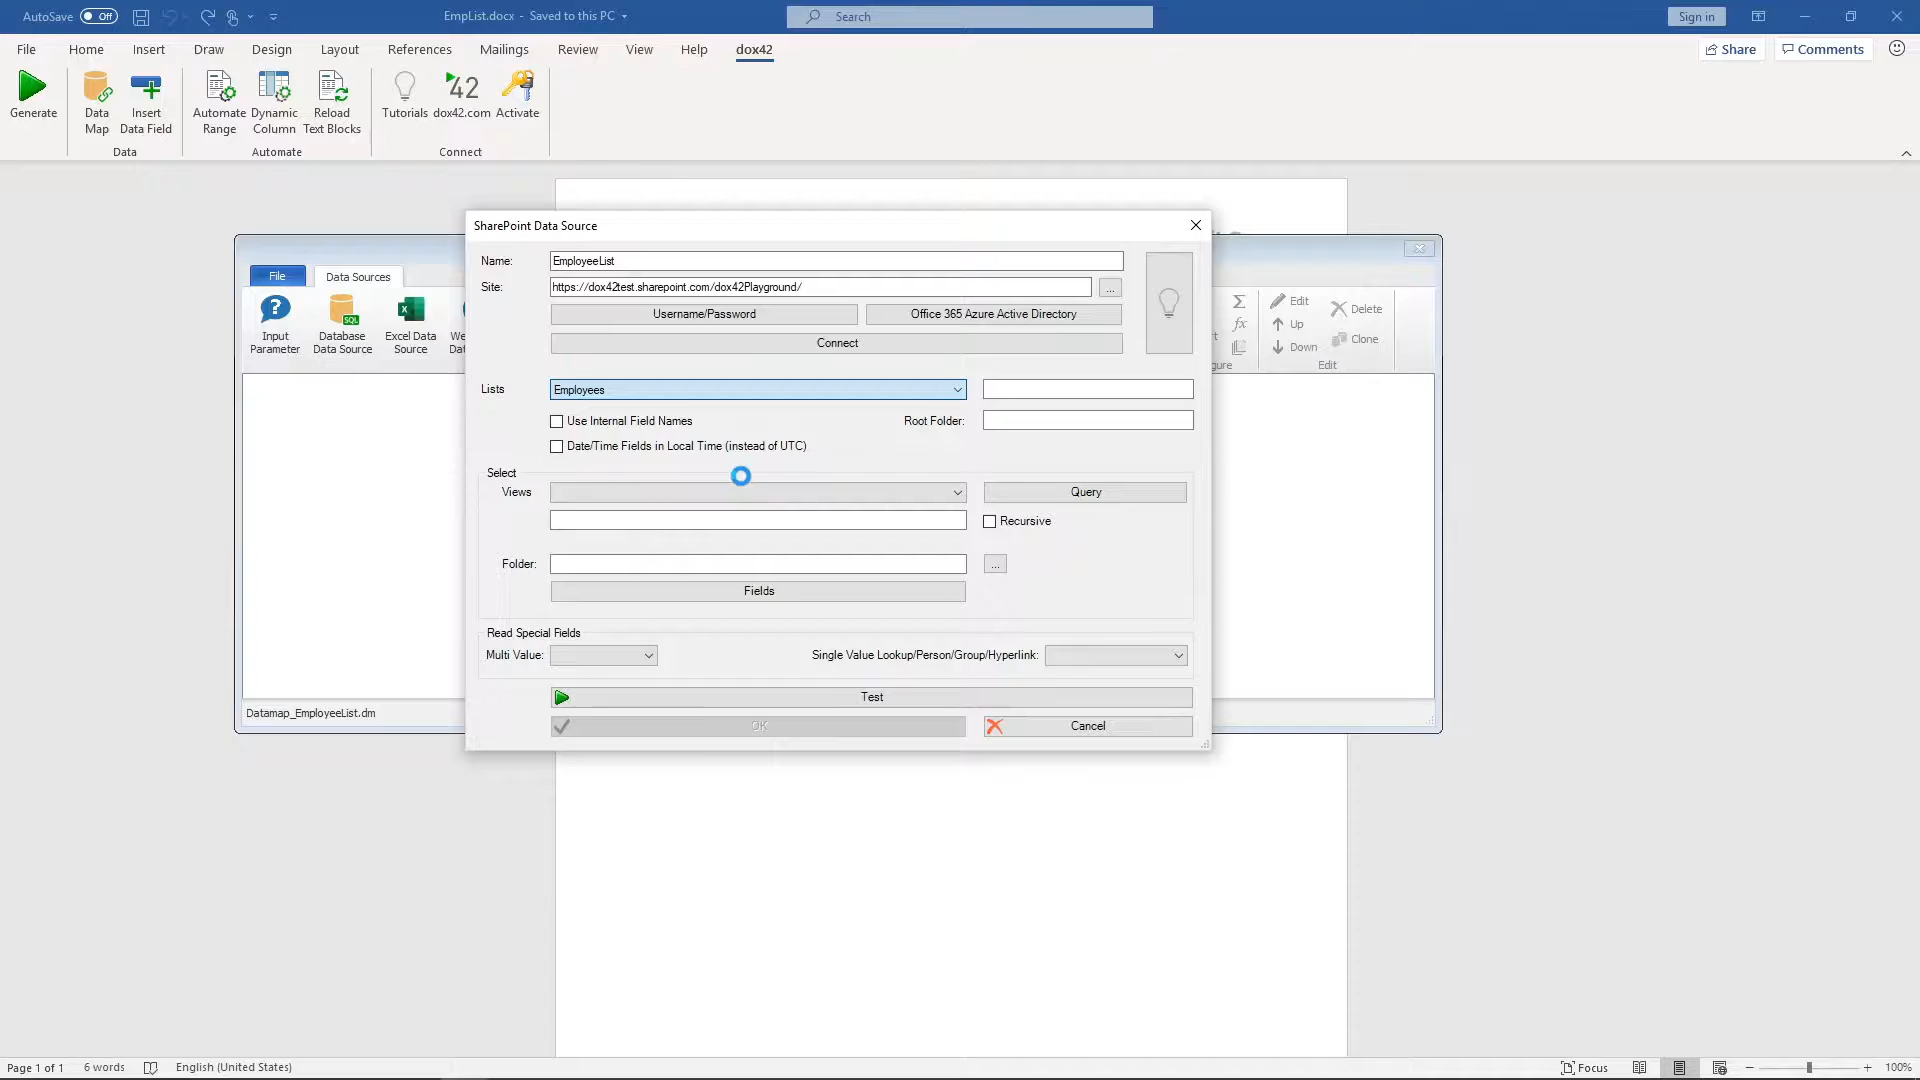 AutoSave Off EmpList.docx - Saved to this PC Search Sign in
File Home Insert Draw Design Layout References Mailings Review View Help dox42 Share Comments
Generate Data Map Insert Data Field Automate Range Dynamic Column Reload Text Blocks Tutorials 42 dox42.com Activate
Data Automate Connect
SharePoint Data Source
Name: EmployeeList
Site: https://dox42test.sharepoint.com/dox42Playground/ ...
Username/Password Office 365 Azure Active Directory
Connect
Lists Employees
Use Internal Field Names Root Folder:
Date/Time Fields in Local Time (instead of UTC)
Select
Views Query
Recursive
Folder: ...
Fields
Read Special Fields
Multi Value: Single Value Lookup/Person/Group/Hyperlink:
Test
OK Cancel
File Data Sources
Input Parameter Database Data Source SQL Excel Data Source
Edit Delete
Up Clone
Down
Edit
Datamap_EmployeeList.dm
Page 1 of 1 6 words English (United States) Focus 100%